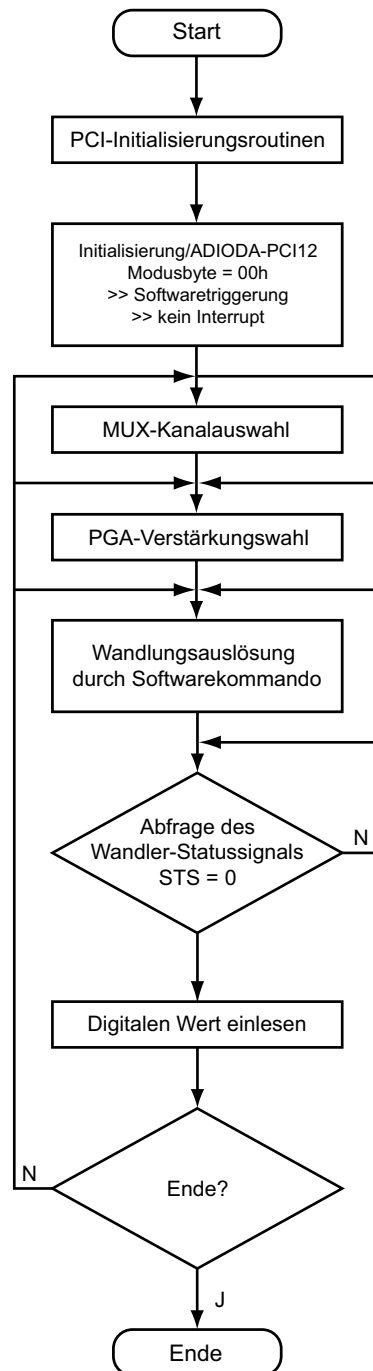 Start
PCI-Initialisierungsroutinen
Initialisierung/ADIODA-PCI12
Modusbyte = 00h
>> Softwaretriggerung
>> kein Interrupt
MUX-Kanalauswahl
PGA-Verstärkungswahl
Wandlungsauslösung
durch Softwarekommando
Abfrage des
Wandler-Statussignals
STS = 0
N
Digitalen Wert einlesen
N
Ende?
J
Ende